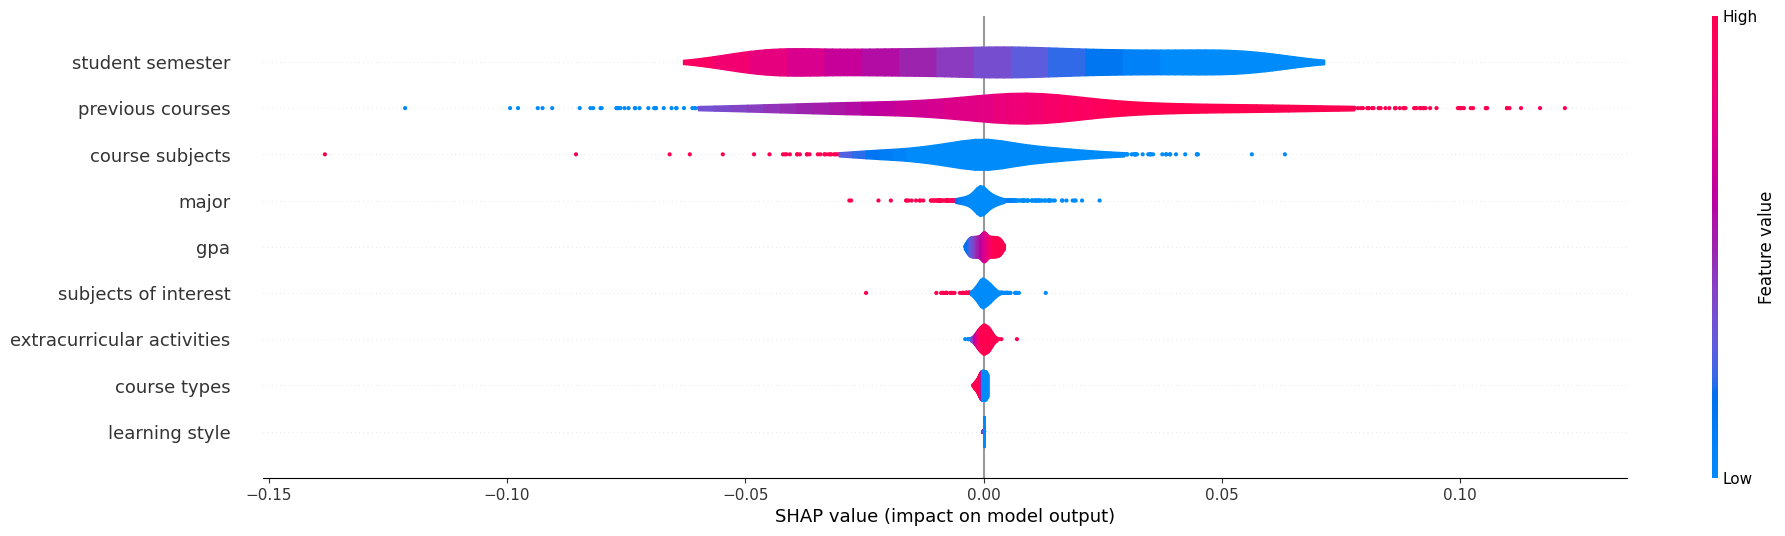 student semester
previous courses
course subjects
major
gpa
subjects of interest
extracurricular activities
course types
learning style
−0.15 −0.10 −0.05 0.00 0.05 0.10
SHAP value (impact on model output)
High
Feature value
Low